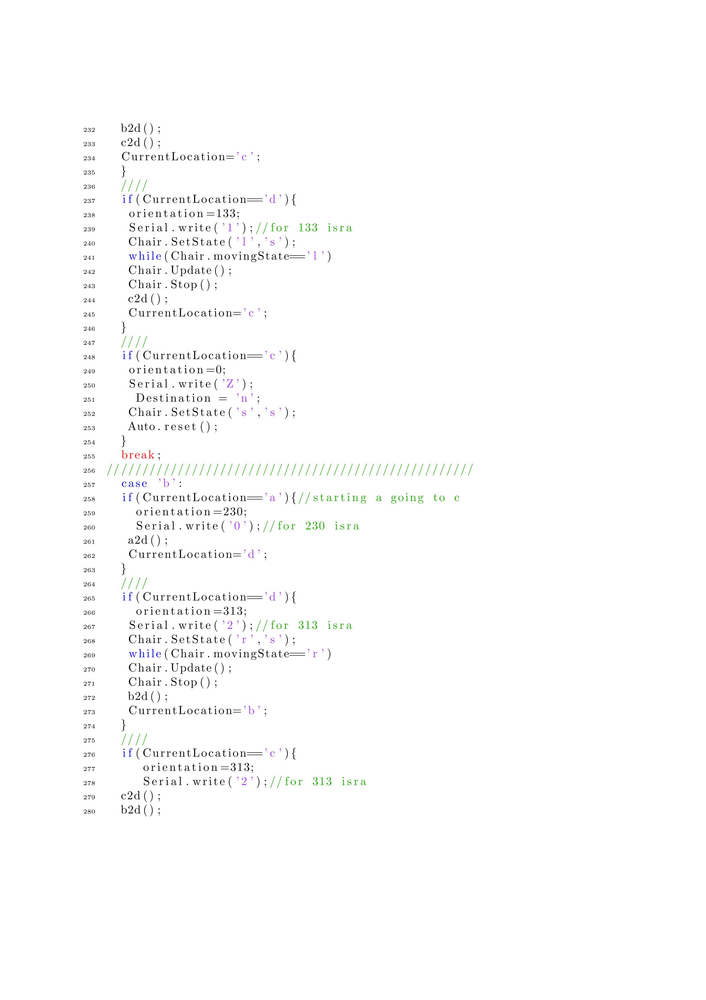 232 b2d();
233 c2d();
234 CurrentLocation='c';
235 }
236 ////
237 if(CurrentLocation=='d'){
238 orientation=133;
239 Serial.write('1');//for 133 isra
240 Chair.SetState('l','s');
241 while(Chair.movingState=='l')
242 Chair.Update();
243 Chair.Stop();
244 c2d();
245 CurrentLocation='c';
246 }
247 ////
248 if(CurrentLocation=='c'){
249 orientation=0;
250 Serial.write('Z');
251 Destination = 'n';
252 Chair.SetState('s','s');
253 Auto.reset();
254 }
255 break;
256 ////////////////////////////////////////////////////
257 case 'b':
258 if(CurrentLocation=='a'){//starting a going to c
259 orientation=230;
260 Serial.write('0');//for 230 isra
261 a2d();
262 CurrentLocation='d';
263 }
264 ////
265 if(CurrentLocation=='d'){
266 orientation=313;
267 Serial.write('2');//for 313 isra
268 Chair.SetState('r','s');
269 while(Chair.movingState=='r')
270 Chair.Update();
271 Chair.Stop();
272 b2d();
273 CurrentLocation='b';
274 }
275 ////
276 if(CurrentLocation=='c'){
277 orientation=313;
278 Serial.write('2');//for 313 isra
279 c2d();
280 b2d();